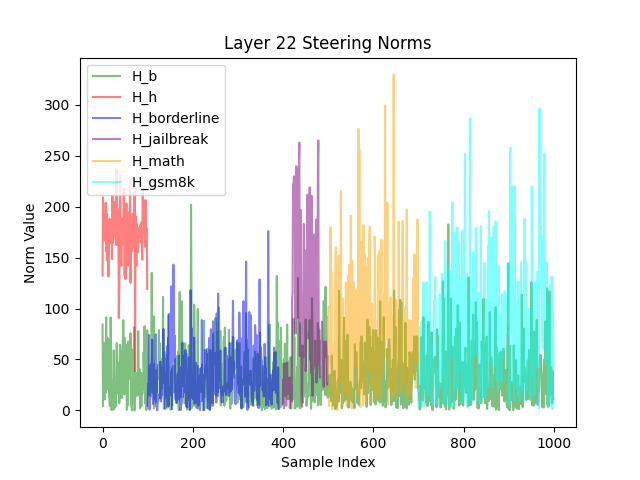 Layer 22 Steering Norms
H_b
H_h
H_borderline
H_jailbreak
H_math
H_gsm8k
300
250
200
150
100
50
0
Norm Value
0
200
400
600
800
1000
Sample Index